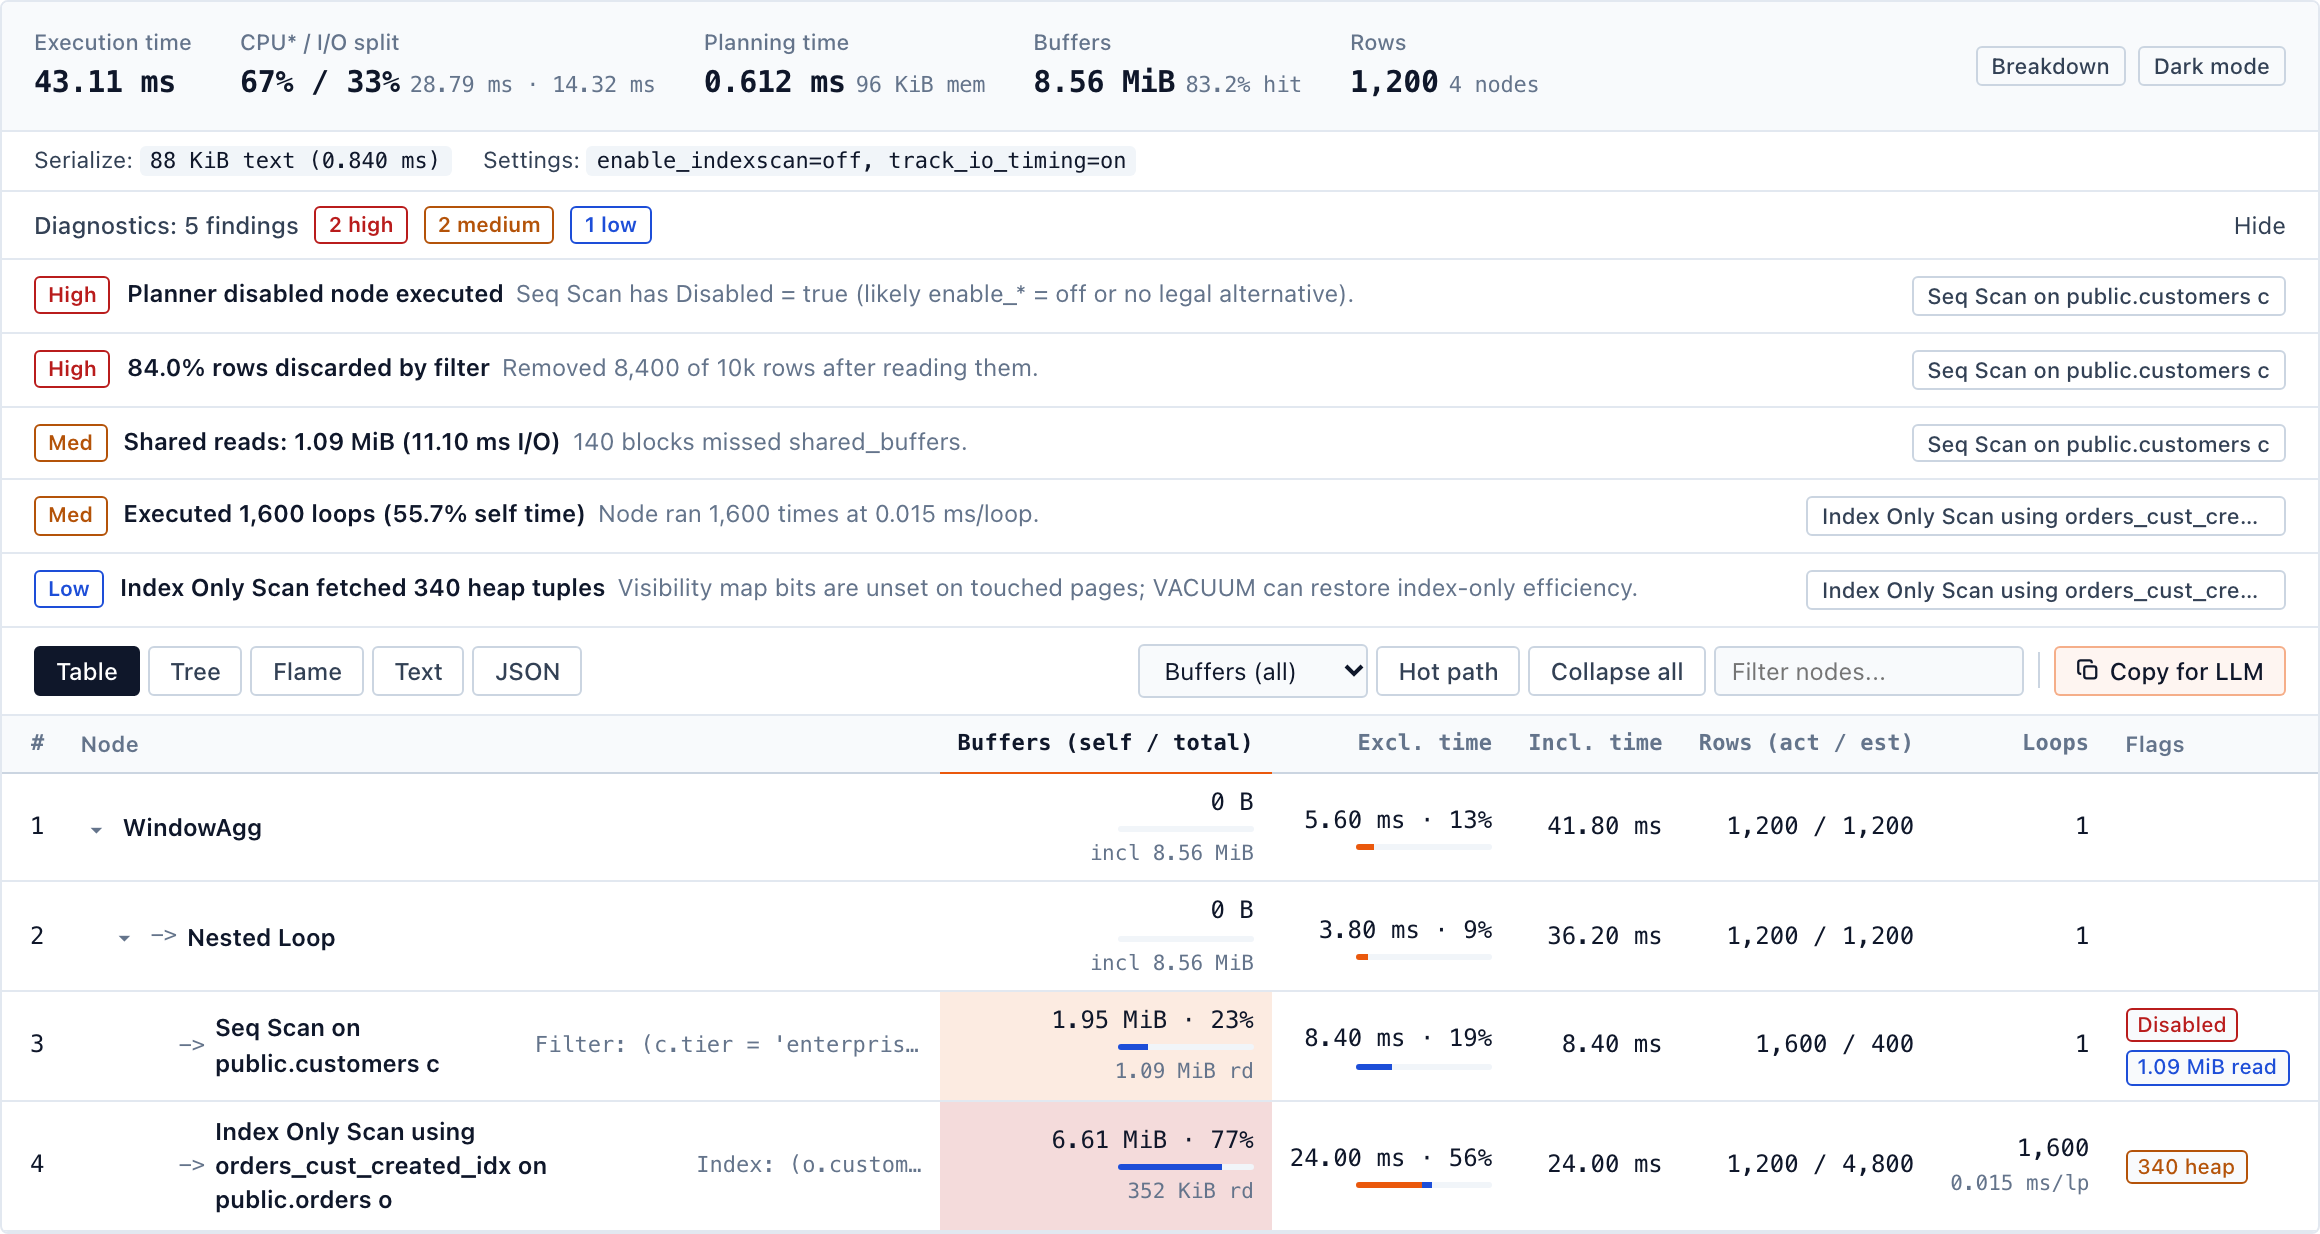 Execution time
43.11 ms
CPU* / I/O split
67% / 33% 28.79 ms · 14.32 ms
Planning time
0.612 ms 96 KiB mem
Buffers
8.56 MiB 83.2% hit
Rows
1,200 4 nodes
Breakdown
Dark mode
Serialize: 88 KiB text (0.840 ms) Settings: enable_indexscan=off, track_io_timing=on
Diagnostics: 5 findings 2 high 2 medium 1 low Hide
High Planner disabled node executed Seq Scan has Disabled = true (likely enable_* = off or no legal alternative). Seq Scan on public.customers c
High 84.0% rows discarded by filter Removed 8,400 of 10k rows after reading them. Seq Scan on public.customers c
Med Shared reads: 1.09 MiB (11.10 ms I/O) 140 blocks missed shared_buffers. Seq Scan on public.customers c
Med Executed 1,600 loops (55.7% self time) Node ran 1,600 times at 0.015 ms/loop. Index Only Scan using orders_cust_cre...
Low Index Only Scan fetched 340 heap tuples Visibility map bits are unset on touched pages; VACUUM can restore index-only efficiency. Index Only Scan using orders_cust_cre...
Table Tree Flame Text JSON Buffers (all) Hot path Collapse all Filter nodes... Copy for LLM
# Node Buffers (self / total) Excl. time Incl. time Rows (act / est) Loops Flags
1 WindowAgg
0 B
incl 8.56 MiB
5.60 ms · 13% 41.80 ms 1,200 / 1,200 1
2 -> Nested Loop
0 B
incl 8.56 MiB
3.80 ms · 9% 36.20 ms 1,200 / 1,200 1
3 -> Seq Scan on
public.customers c
Filter: (c.tier = 'enterpris…
1.95 MiB · 23%
1.09 MiB rd
8.40 ms · 19% 8.40 ms 1,600 / 400 1
Disabled
1.09 MiB read
4 -> Index Only Scan using
orders_cust_created_idx on
public.orders o
Index: (o.custom…
6.61 MiB · 77%
352 KiB rd
24.00 ms · 56% 24.00 ms 1,200 / 4,800
1,600
0.015 ms/lp
340 heap